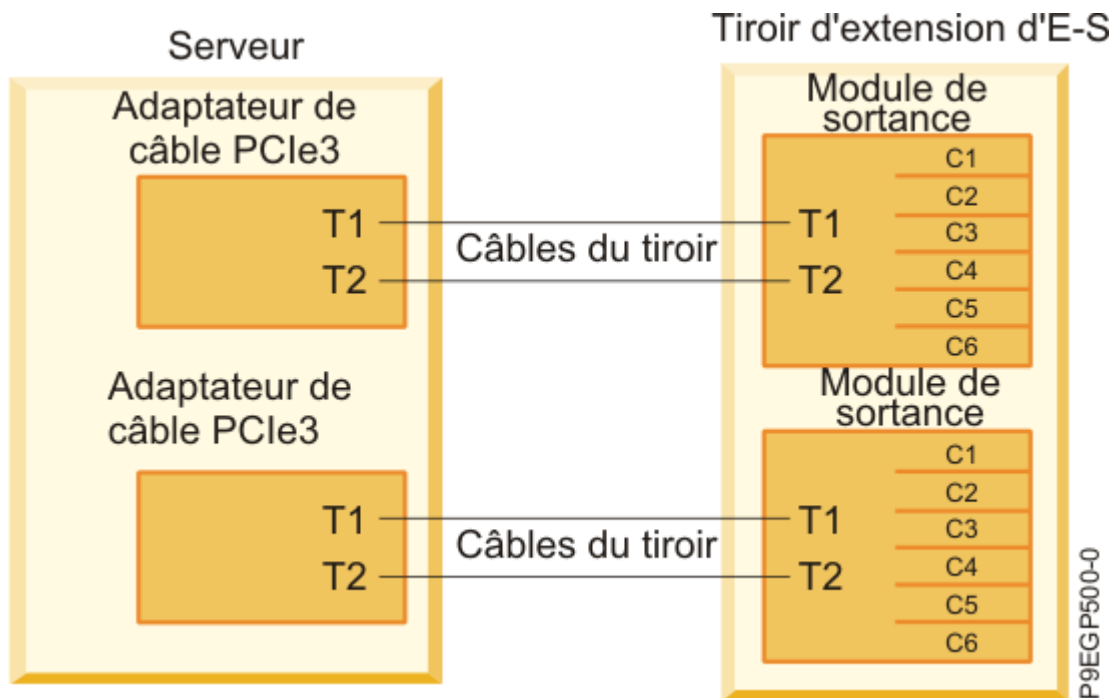 Serveur
Adaptateur de
câble PCIe3
T1
T2
Adaptateur de
câble PCIe3
T1
T2
Câbles du tiroir
Câbles du tiroir
Tiroir d'extension d'E-S
Module de
sortance
T1
T2
C1
C2
C3
C4
C5
C6
Module de
sortance
T1
T2
C1
C2
C3
C4
C5
C6
P9EGP500-0